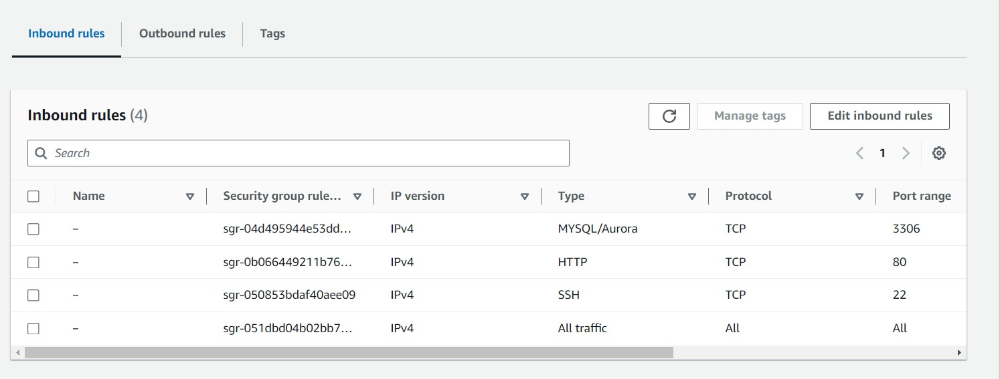 Inbound rules Outbound rules Tags
Inbound rules (4) Manage tags Edit inbound rules
Search 1
Name Security group rule... IP version Type Protocol Port range
– sgr-04d495944e53dd... IPv4 MYSQL/Aurora TCP 3306
– sgr-0b066449211b76... IPv4 HTTP TCP 80
– sgr-050853bdaf40aee09 IPv4 SSH TCP 22
– sgr-051dbd04b02bb7... IPv4 All traffic All All